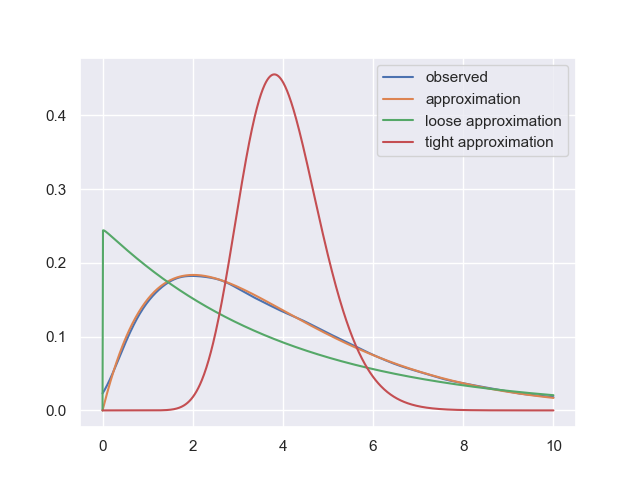 observed
approximation
loose approximation
tight approximation
0.4
0.3
0.2
0.1
0.0
0 2 4 6 8 10